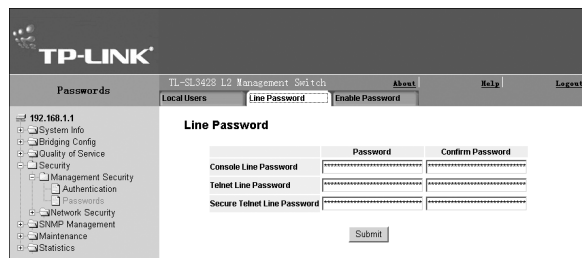 TP-LINK
Passwords
TL-SL3428 L2 Management Switch About Help Logout
Local Users Line Password Enable Password
192.168.1.1
System Info
Bridging Config
Quality of Service
Security
Management Security
Authentication
Passwords
Network Security
SNMP Management
Maintenance
Statistics
Line Password
Password Confirm Password
Console Line Password ****************************** ******************************
Telnet Line Password ****************************** ******************************
Secure Telnet Line Password ****************************** ******************************
Submit